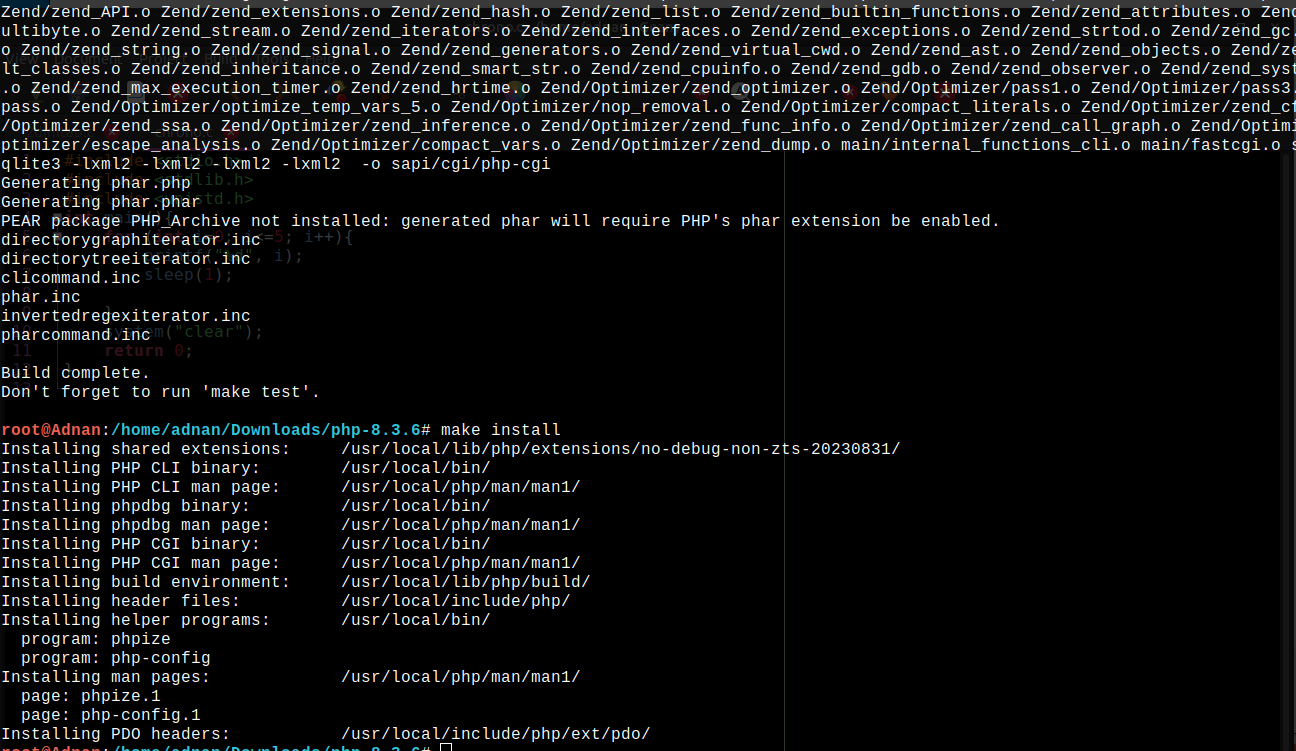 Zend/zend_API.o Zend/zend_extensions.o Zend/zend_hash.o Zend/zend_list.o Zend/zend_builtin_functions.o Zend/zend_attributes.o Zend
ultibyte.o Zend/zend_stream.o Zend/zend_iterators.o Zend/zend_interfaces.o Zend/zend_exceptions.o Zend/zend_strtod.o Zend/zend_gc.
o Zend/zend_string.o Zend/zend_signal.o Zend/zend_generators.o Zend/zend_virtual_cwd.o Zend/zend_ast.o Zend/zend_objects.o Zend/ze
lt_classes.o Zend/zend_inheritance.o Zend/zend_smart_str.o Zend/zend_cpuinfo.o Zend/zend_gdb.o Zend/zend_observer.o Zend/zend_syst
.o Zend/zend_max_execution_timer.o Zend/zend_hrtime.o Zend/Optimizer/zend_optimizer.o Zend/Optimizer/pass1.o Zend/Optimizer/pass3.
pass.o Zend/Optimizer/optimize_temp_vars_5.o Zend/Optimizer/nop_removal.o Zend/Optimizer/compact_literals.o Zend/Optimizer/zend_cf
/Optimizer/zend_ssa.o Zend/Optimizer/zend_inference.o Zend/Optimizer/zend_func_info.o Zend/Optimizer/zend_call_graph.o Zend/Optimi
ptimizer/escape_analysis.o Zend/Optimizer/compact_vars.o Zend/Optimizer/zend_dump.o main/internal_functions_cli.o main/fastcgi.o s
qlite3 -lxml2 -lxml2 -lxml2 -lxml2 -lxml2  -o sapi/cgi/php-cgi
Generating phar.php
Generating phar.phar
PEAR package PHP_Archive not installed: generated phar will require PHP's phar extension be enabled.
directorygraphiterator.inc
directorytreeiterator.inc
clicommand.inc
phar.inc
invertedregexiterator.inc
pharcommand.inc
Build complete.
Don't forget to run 'make test'.
root@Adnan:/home/adnan/Downloads/php-8.3.6# make install
Installing shared extensions:     /usr/local/lib/php/extensions/no-debug-non-zts-20230831/
Installing PHP CLI binary:        /usr/local/bin/
Installing PHP CLI man page:      /usr/local/php/man/man1/
Installing phpdbg binary:         /usr/local/bin/
Installing phpdbg man page:       /usr/local/php/man/man1/
Installing PHP CGI binary:        /usr/local/bin/
Installing PHP CGI man page:      /usr/local/php/man/man1/
Installing build environment:     /usr/local/lib/php/build/
Installing header files:          /usr/local/include/php/
Installing helper programs:       /usr/local/bin/
  program: phpize
  program: php-config
Installing man pages:             /usr/local/php/man/man1/
  page: phpize.1
  page: php-config.1
Installing PDO headers:           /usr/local/include/php/ext/pdo/
root@Adnan:/home/adnan/Downloads/php-8.3.6#